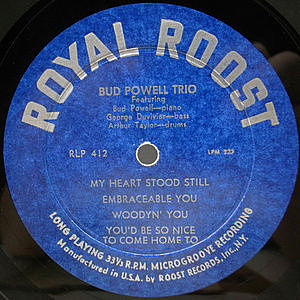 ROYAL ROOST
BUD POWELL TRIO
Featuring
Bud Powell—piano
George Duvivier—bass
Arthur Taylor—drums
RLP 412
LPM 223
MY HEART STOOD STILL
EMBRACEABLE YOU
WOODYN' YOU
YOU'D BE SO NICE
TO COME HOME TO
LONG PLAYING 33⅓ R.P.M. MICROGROOVE RECORDING
Manufactured in U.S.A. by ROOST RECORDS, Inc. N.Y.